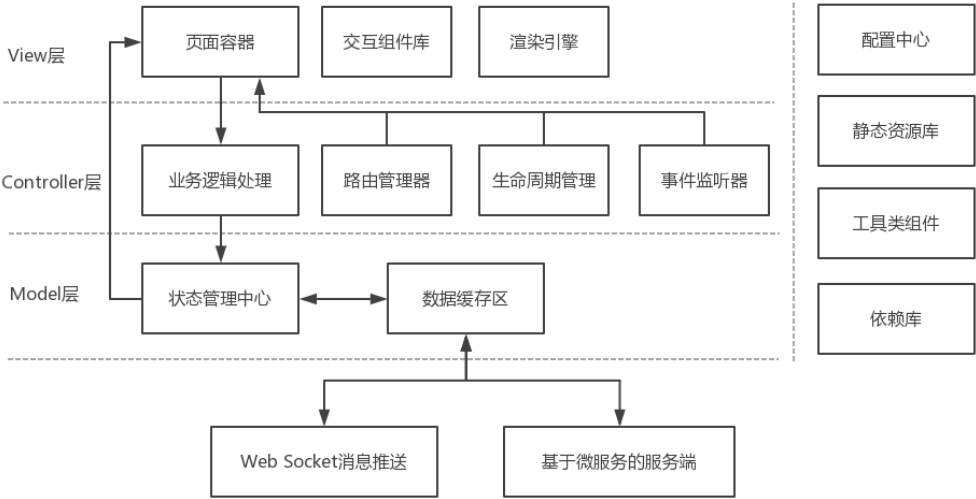 View层
页面容器
交互组件库
渲染引擎
Controller层
业务逻辑处理
路由管理器
生命周期管理
事件监听器
Model层
状态管理中心
数据缓存区
Web Socket消息推送
基于微服务的服务端
配置中心
静态资源库
工具类组件
依赖库